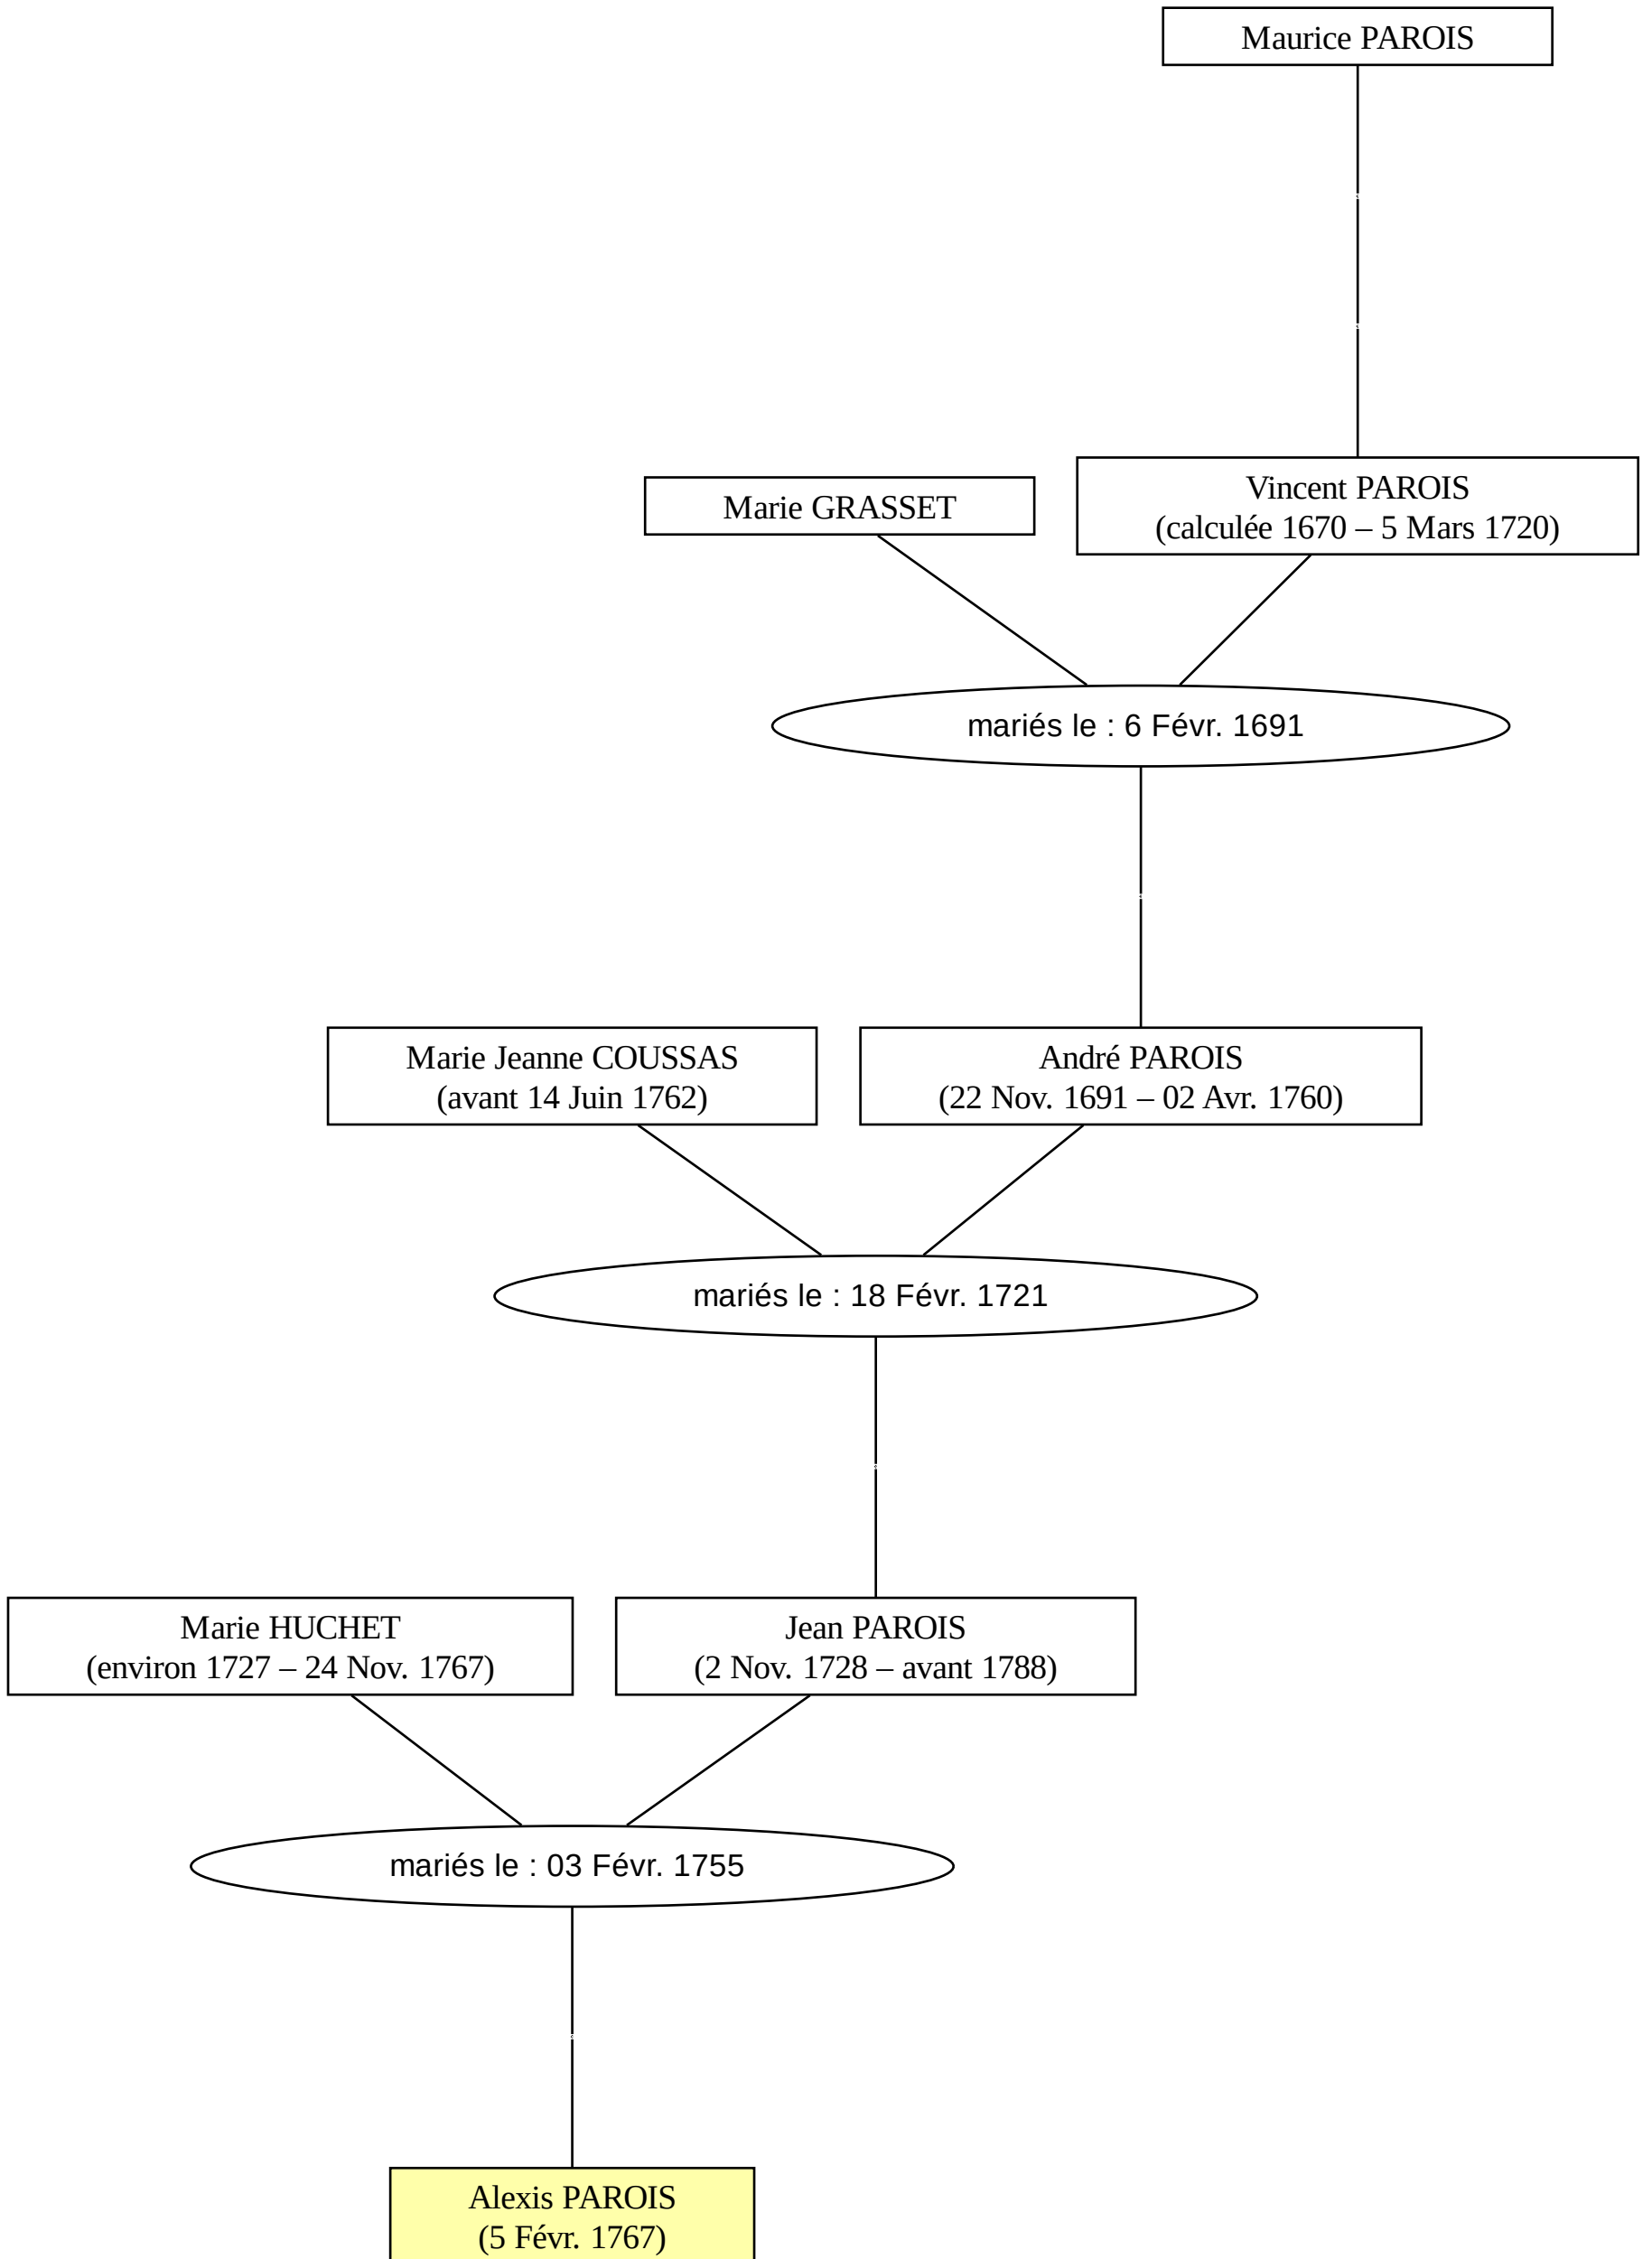 Maurice PAROIS
Marie GRASSET
Vincent PAROIS
(calculée 1670 – 5 Mars 1720)
mariés le : 6 Févr. 1691
Marie Jeanne COUSSAS
(avant 14 Juin 1762)
André PAROIS
(22 Nov. 1691 – 02 Avr. 1760)
mariés le : 18 Févr. 1721
Marie HUCHET
(environ 1727 – 24 Nov. 1767)
Jean PAROIS
(2 Nov. 1728 – avant 1788)
mariés le : 03 Févr. 1755
Alexis PAROIS
(5 Févr. 1767)